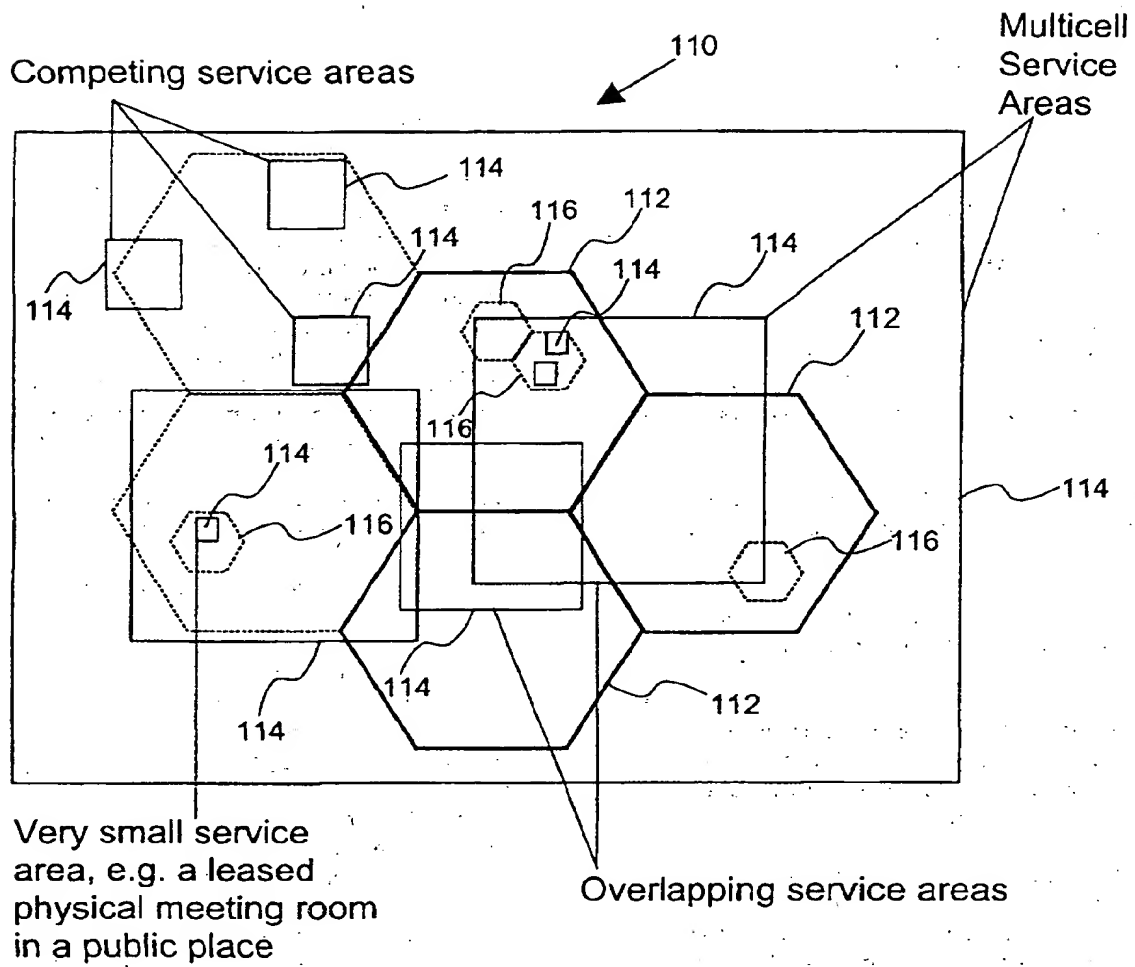 Multicell
Service
Areas
110
Competing service areas
114
116
112
114
114
114
114
112
116
114
116
114
116
114
114
112
Very small service
area, e.g. a leased
physical meeting room
in a public place
Overlapping service areas